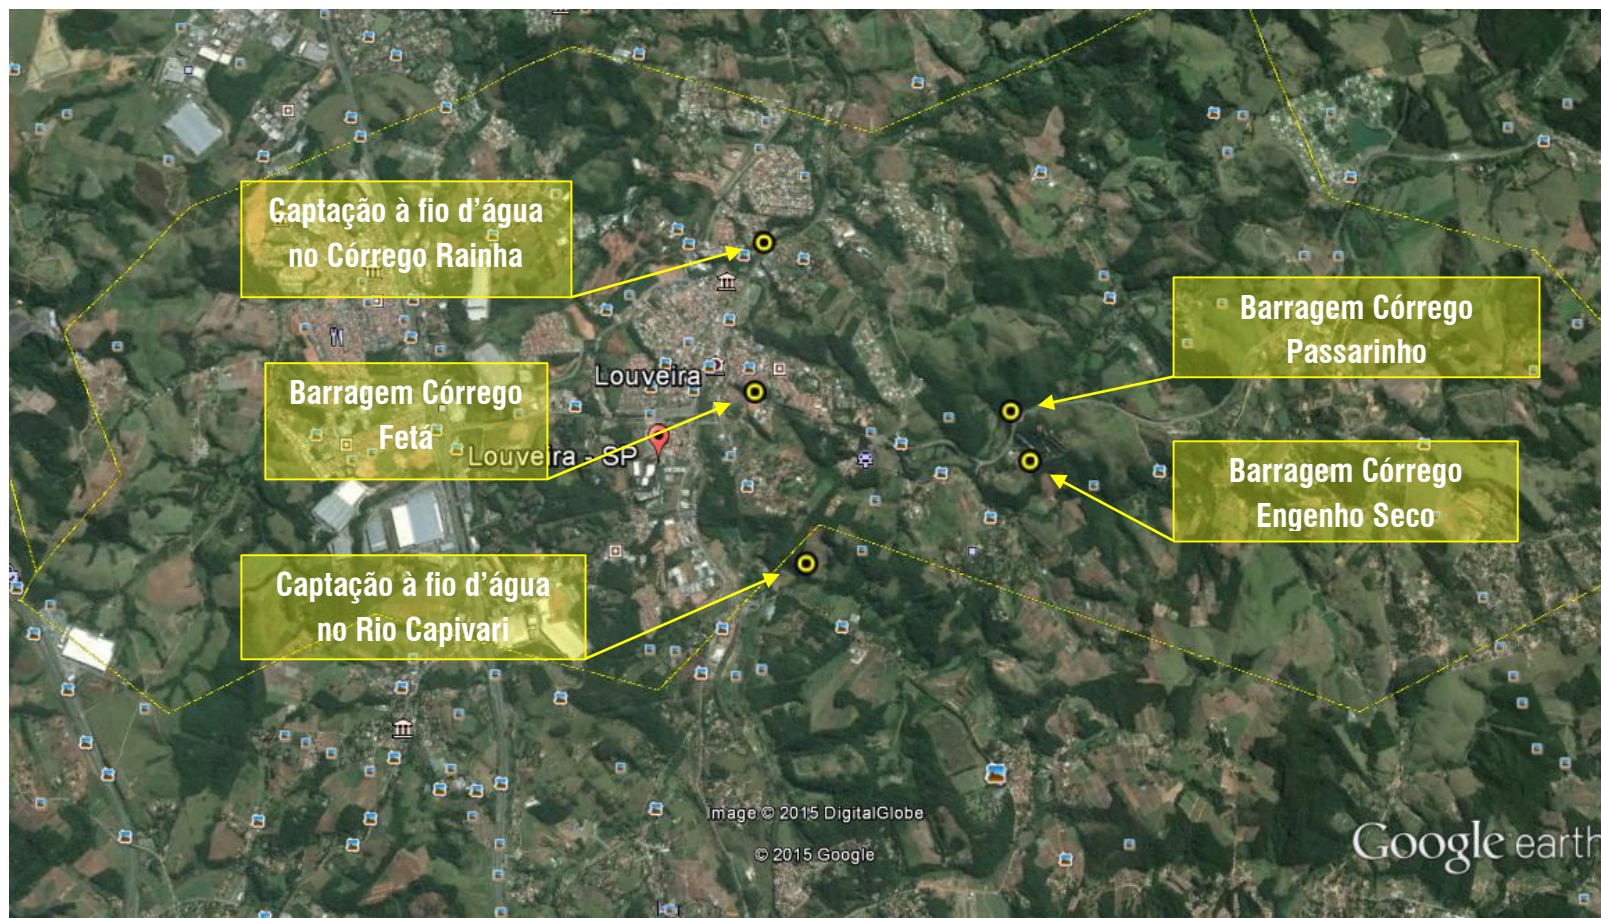 Captação à fio d’água
no Córrego Rainha
Barragem Córrego
Passarinho
Louveira
Barragem Córrego
Fetá
Louveira - SP
Barragem Córrego
Engenho Seco
Captação à fio d’água
no Rio Capivari
Image © 2015 DigitalGlobe
© 2015 Google
Google earth